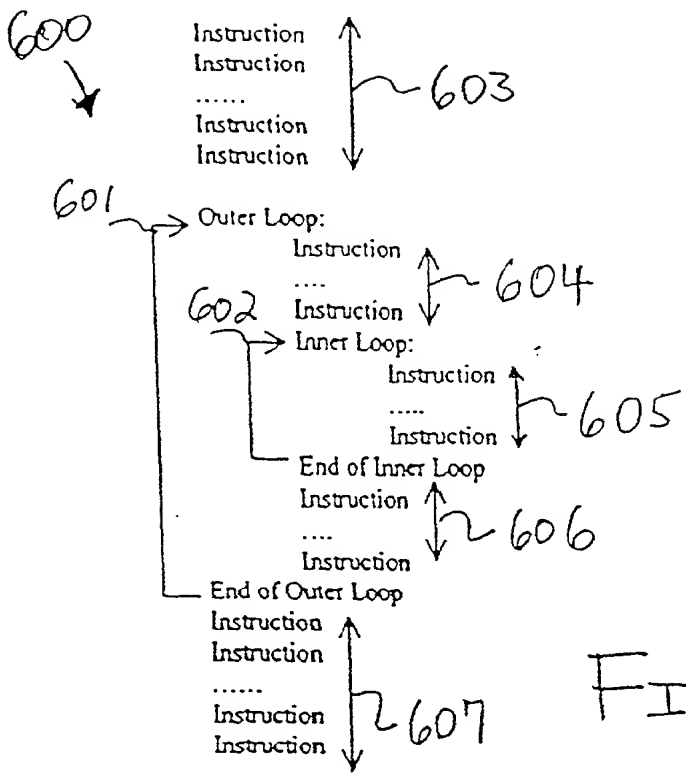 600
Instruction
Instruction
......
Instruction
Instruction
603
601
Outer Loop:
Instruction
....
Instruction
604
602
Inner Loop:
Instruction
.....
Instruction
605
End of Inner Loop
Instruction
....
Instruction
606
End of Outer Loop
Instruction
Instruction
......
Instruction
Instruction
607
FI